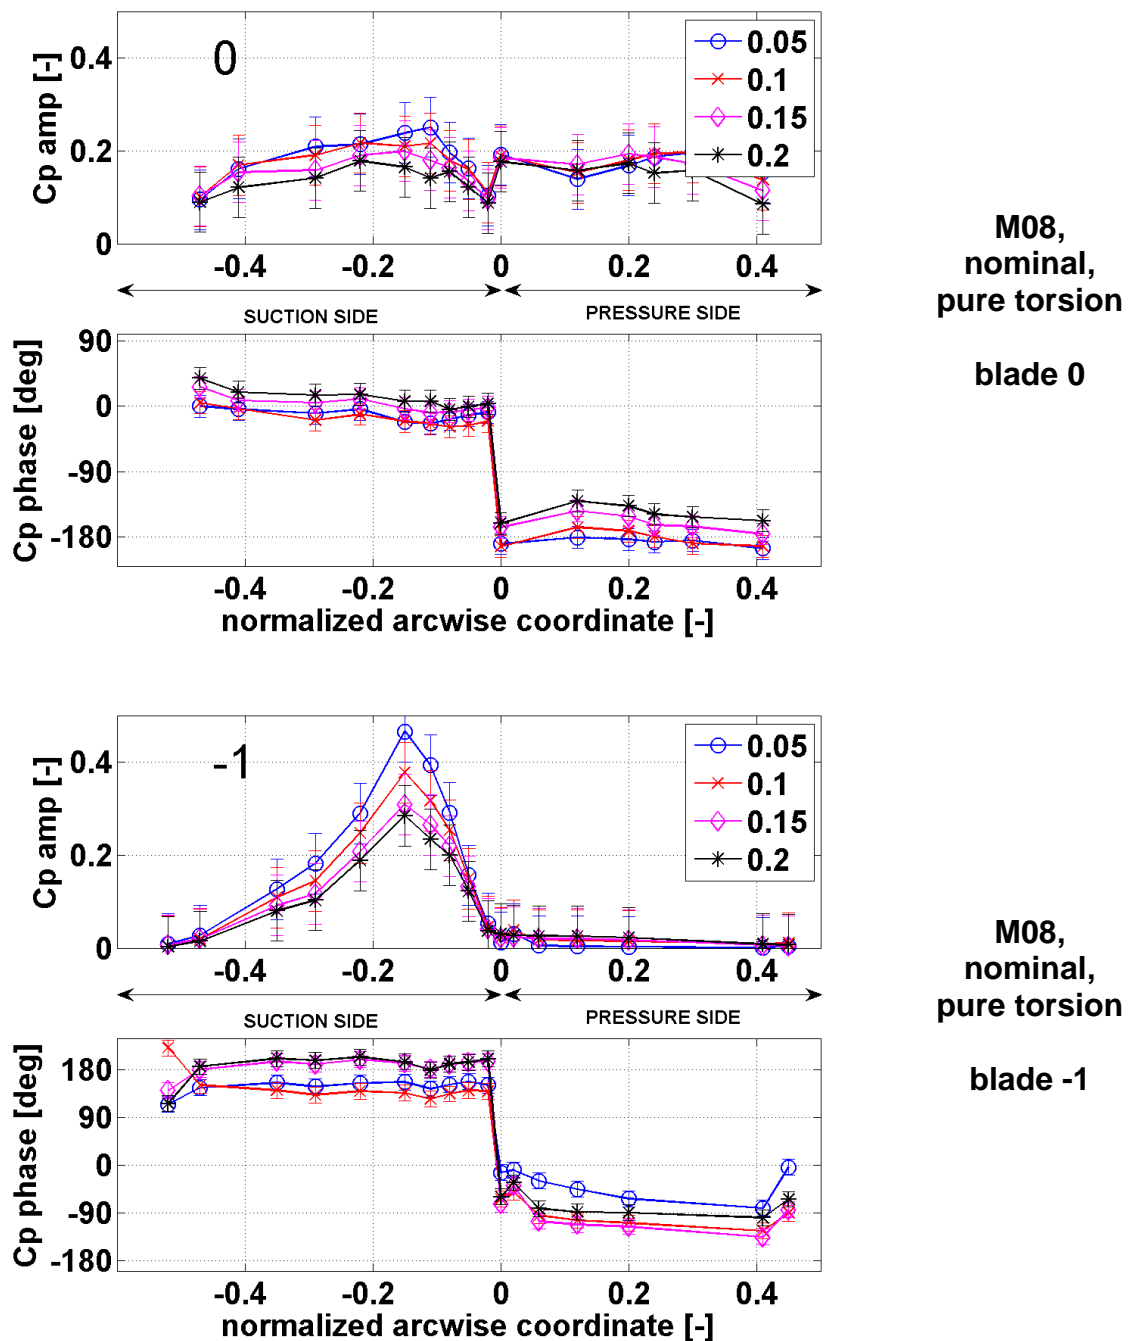 0
0.05
0.1
0.15
0.2
Cp amp [-]
0.4
0.2
0
-0.4
-0.2
0
0.2
0.4
SUCTION SIDE
PRESSURE SIDE
Cp phase [deg]
90
0
-90
-180
-0.4
-0.2
0
0.2
0.4
normalized arcwise coordinate [-]
M08,
nominal,
pure torsion
blade 0
-1
0.05
0.1
0.15
0.2
Cp amp [-]
0.4
0.2
0
-0.4
-0.2
0
0.2
0.4
SUCTION SIDE
PRESSURE SIDE
Cp phase [deg]
180
90
0
-90
-180
-0.4
-0.2
0
0.2
0.4
normalized arcwise coordinate [-]
M08,
nominal,
pure torsion
blade -1